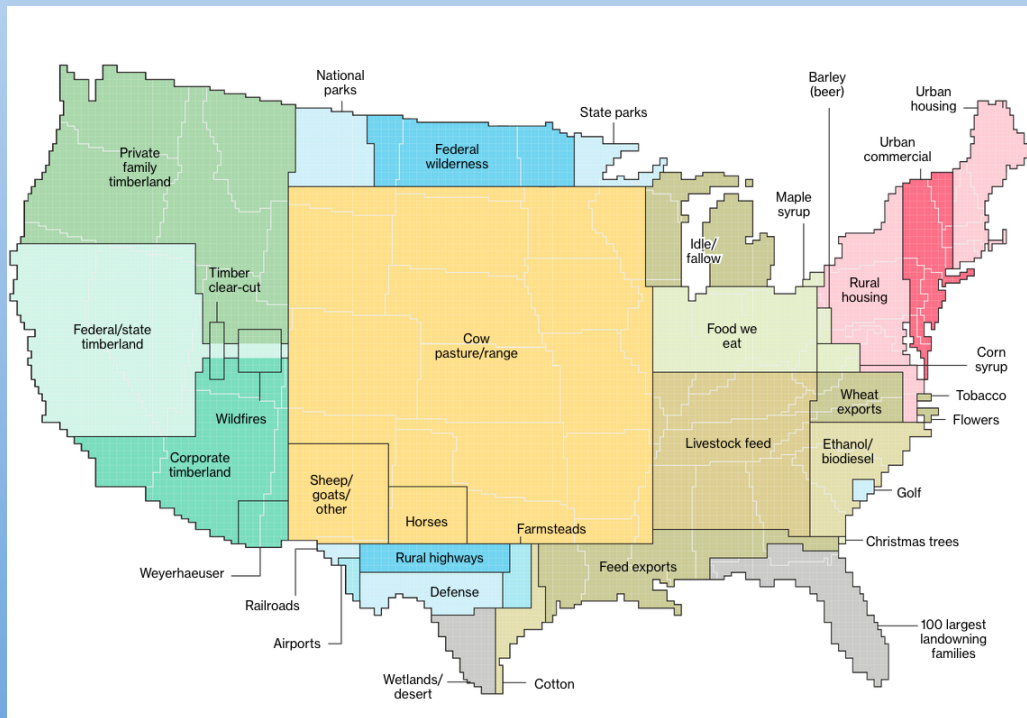 National
parks
State parks
Barley
(beer)
Urban
housing
Urban
commercial
Private
family
timberland
Federal
wilderness
Maple
syrup
Idle/
fallow
Timber
clear-cut
Rural
housing
Federal/state
timberland
Food we
eat
Cow
pasture/range
Corn
syrup
Wildfires
Wheat
exports
Tobacco
Flowers
Livestock feed
Ethanol/
biodiesel
Corporate
timberland
Sheep/
goats/
other
Golf
Horses
Farmsteads
Christmas trees
Rural highways
Feed exports
Weyerhaeuser
Defense
Railroads
Airports
100 largest
landowning
families
Wetlands/
desert
Cotton